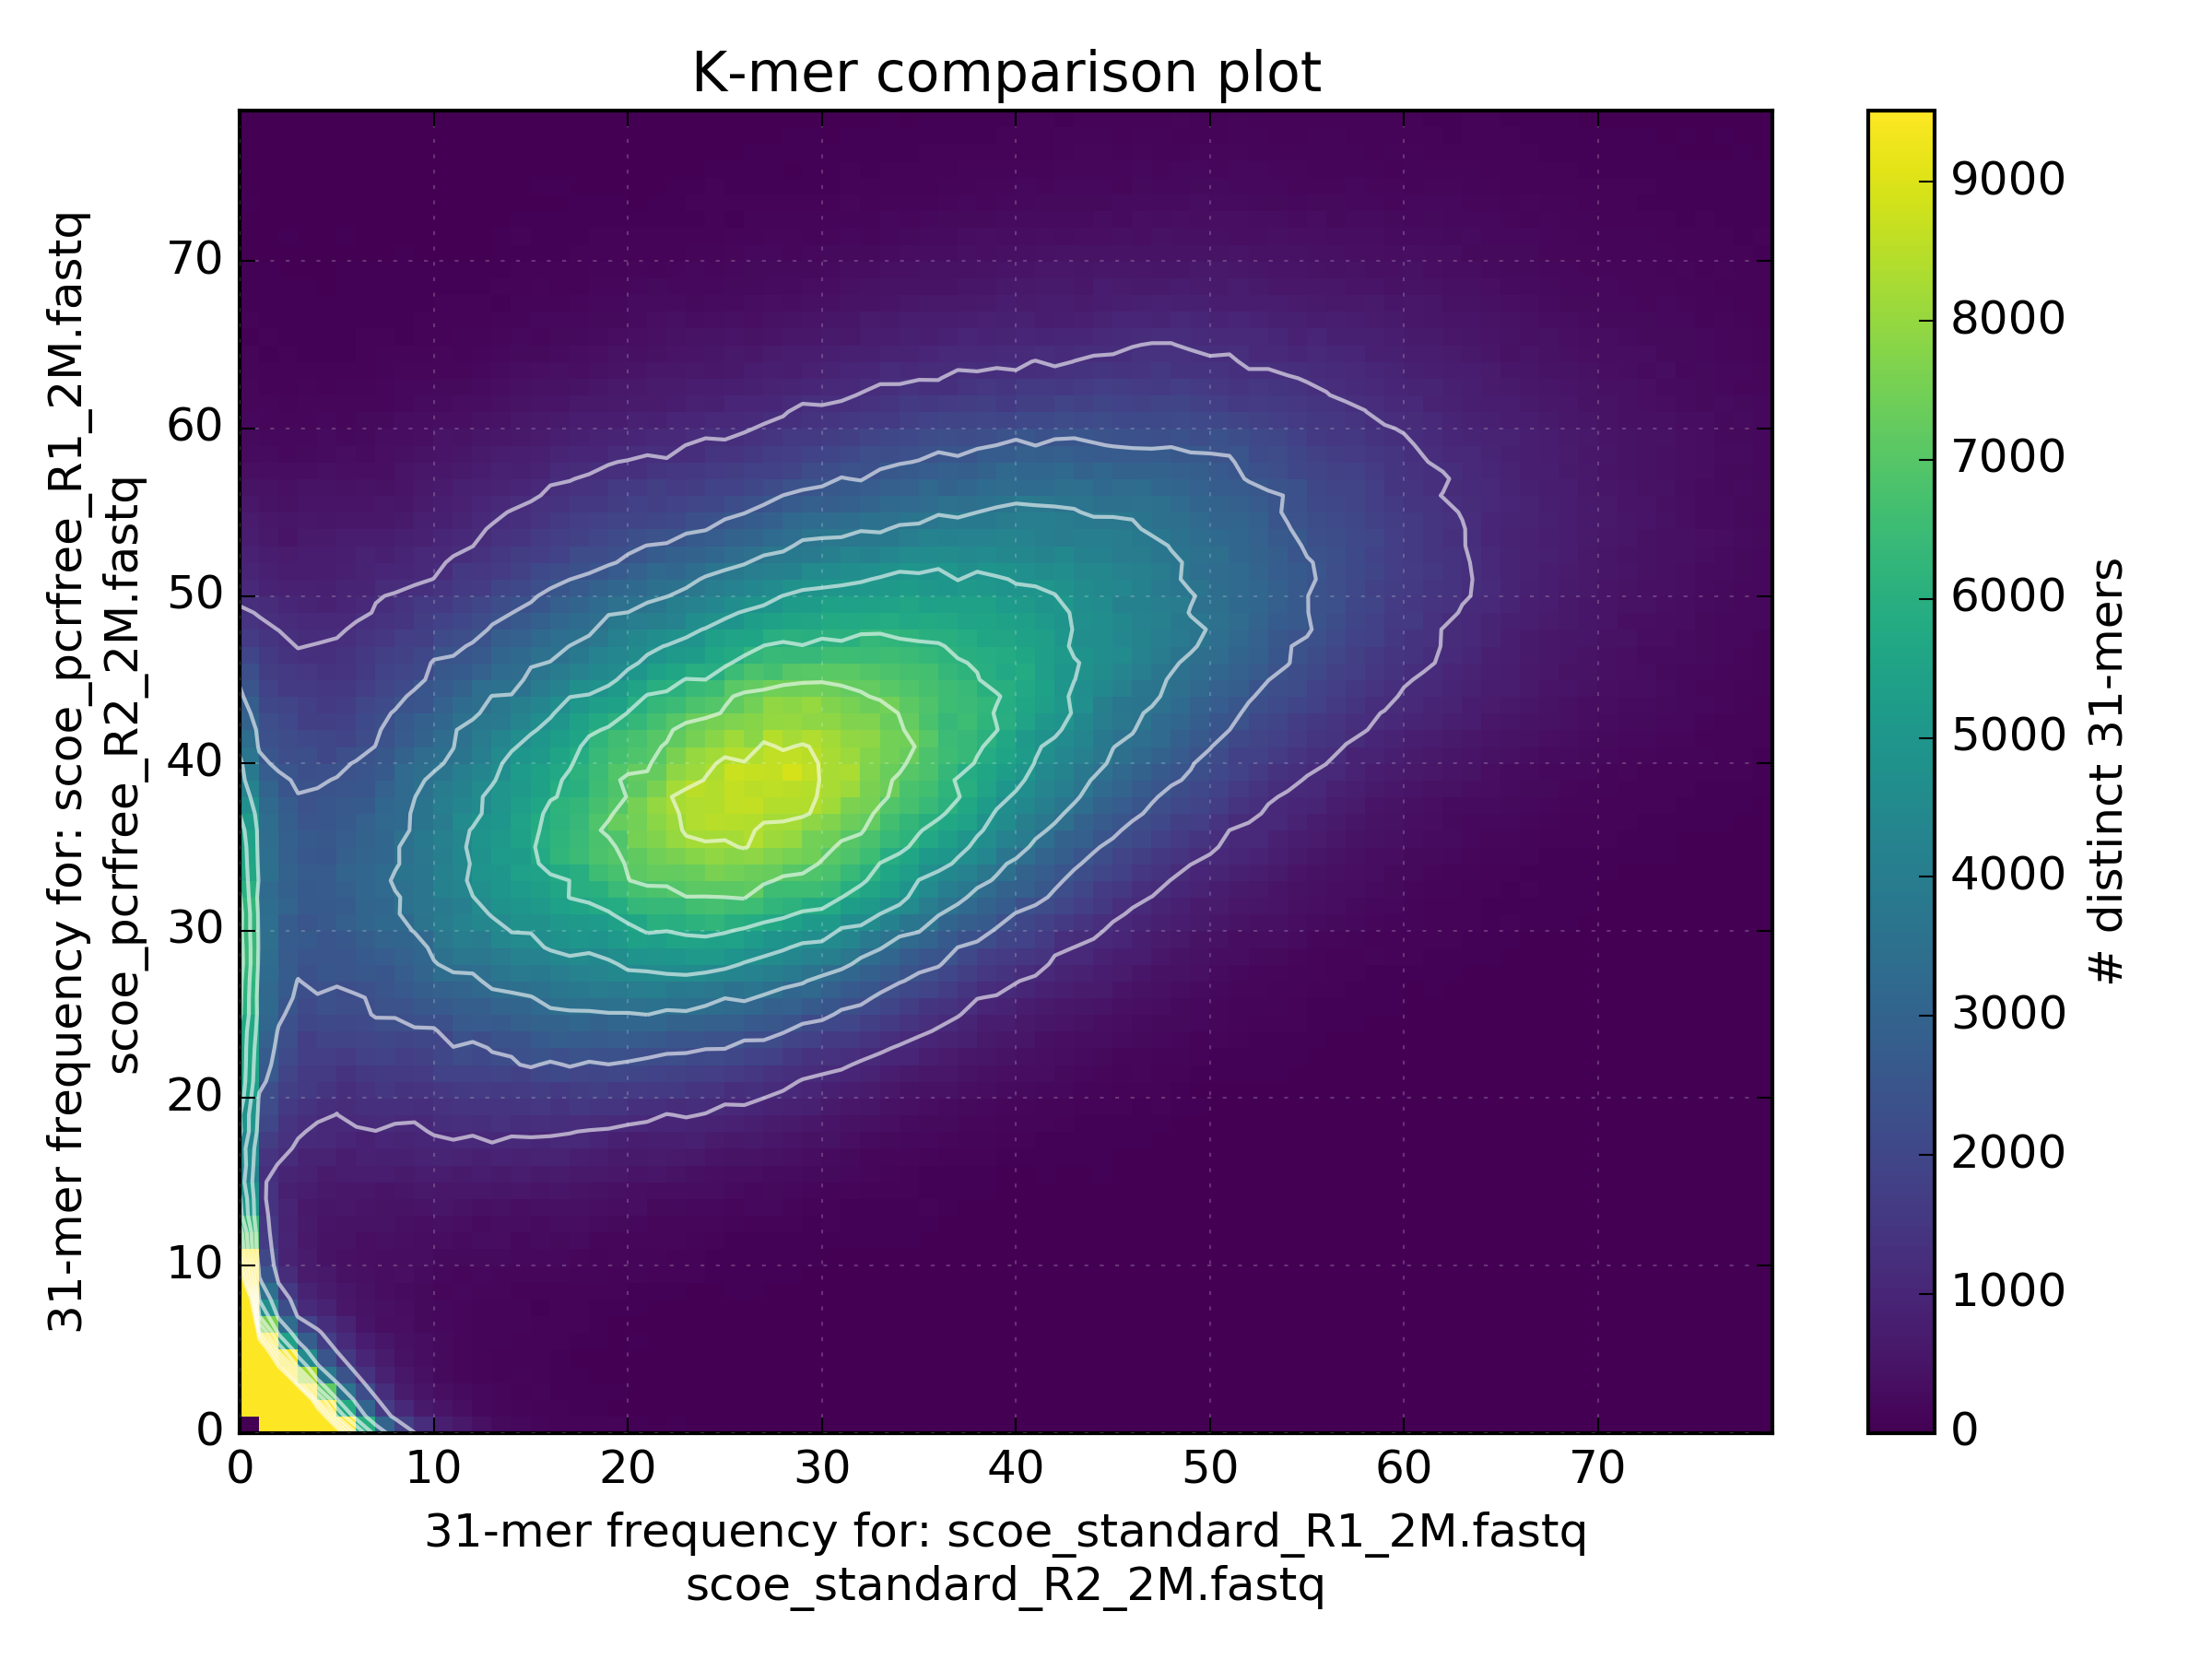 K-mer comparison plot
31-mer frequency for: scoe_pcrfree_R1_2M.fastq
scoe_pcrfree_R2_2M.fastq
70
60
50
40
30
20
10
0
0 10 20 30 40 50 60 70
31-mer frequency for: scoe_standard_R1_2M.fastq
scoe_standard_R2_2M.fastq
9000
8000
7000
6000
5000
4000
3000
2000
1000
0
# distinct 31-mers